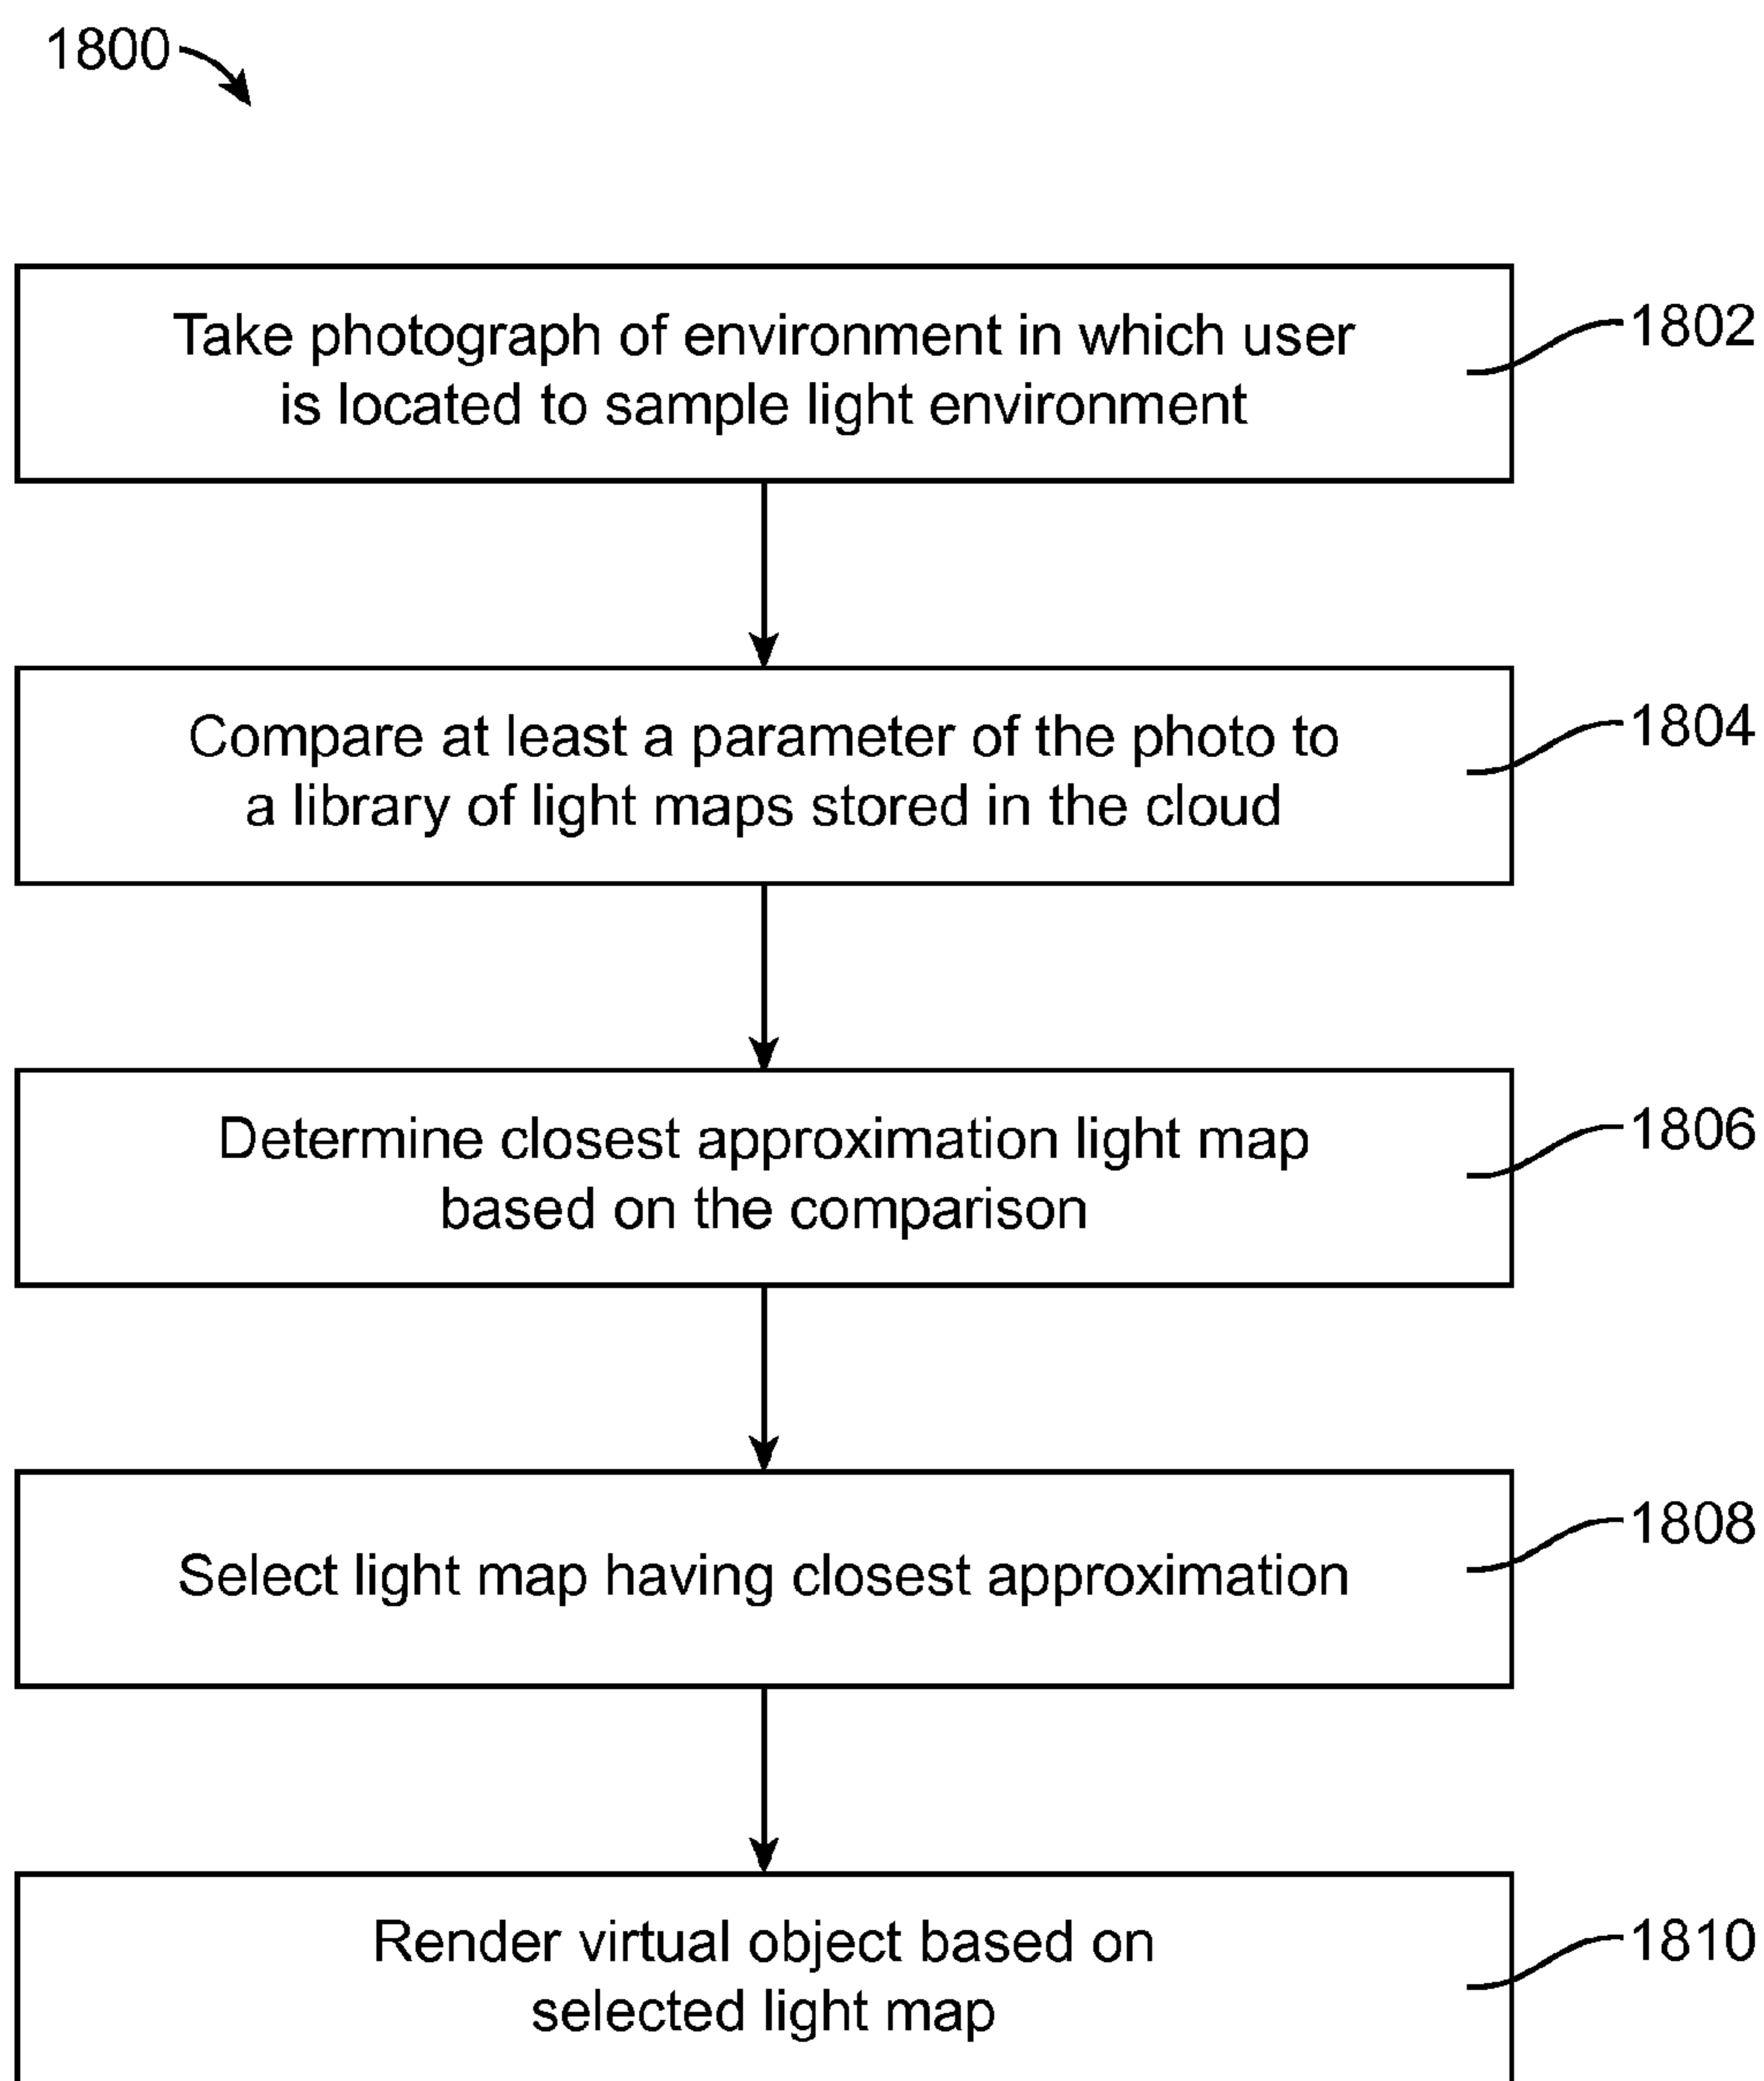 1800
Take photograph of environment in which user
is located to sample light environment
1802
Compare at least a parameter of the photo to
a library of light maps stored in the cloud
1804
Determine closest approximation light map
based on the comparison
1806
Select light map having closest approximation
1808
Render virtual object based on
selected light map
1810